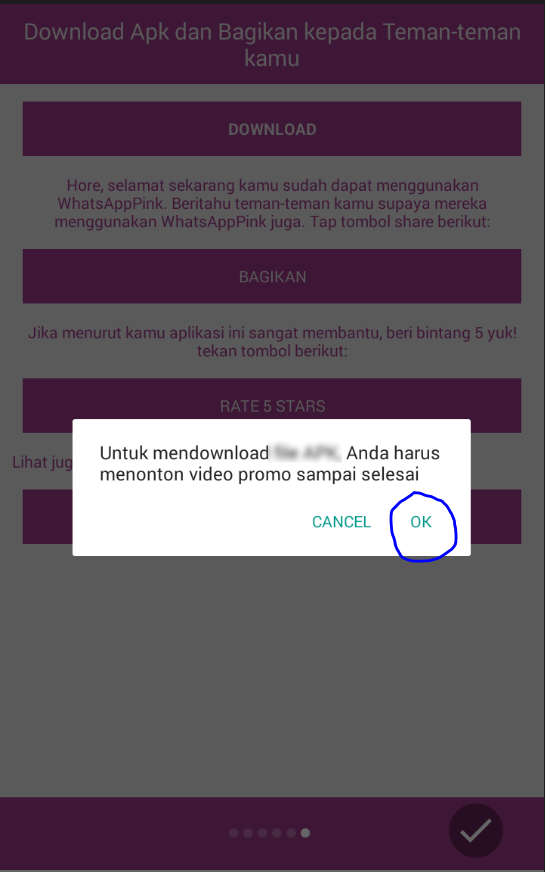 Download Apk dan Bagikan kepada Teman-teman
kamu
DOWNLOAD
Hore, selamat sekarang kamu sudah dapat menggunakan
WhatsAppPink. Beritahu teman-teman kamu supaya mereka
menggunakan WhatsAppPink juga. Tap tombol share berikut:
BAGIKAN
Jika menurut kamu aplikasi ini sangat membantu, beri bintang 5 yuk!
tekan tombol berikut:
RATE 5 STARS
Lihat jug
Untuk mendownload Anda harus
menonton video promo sampai selesai
CANCEL OK